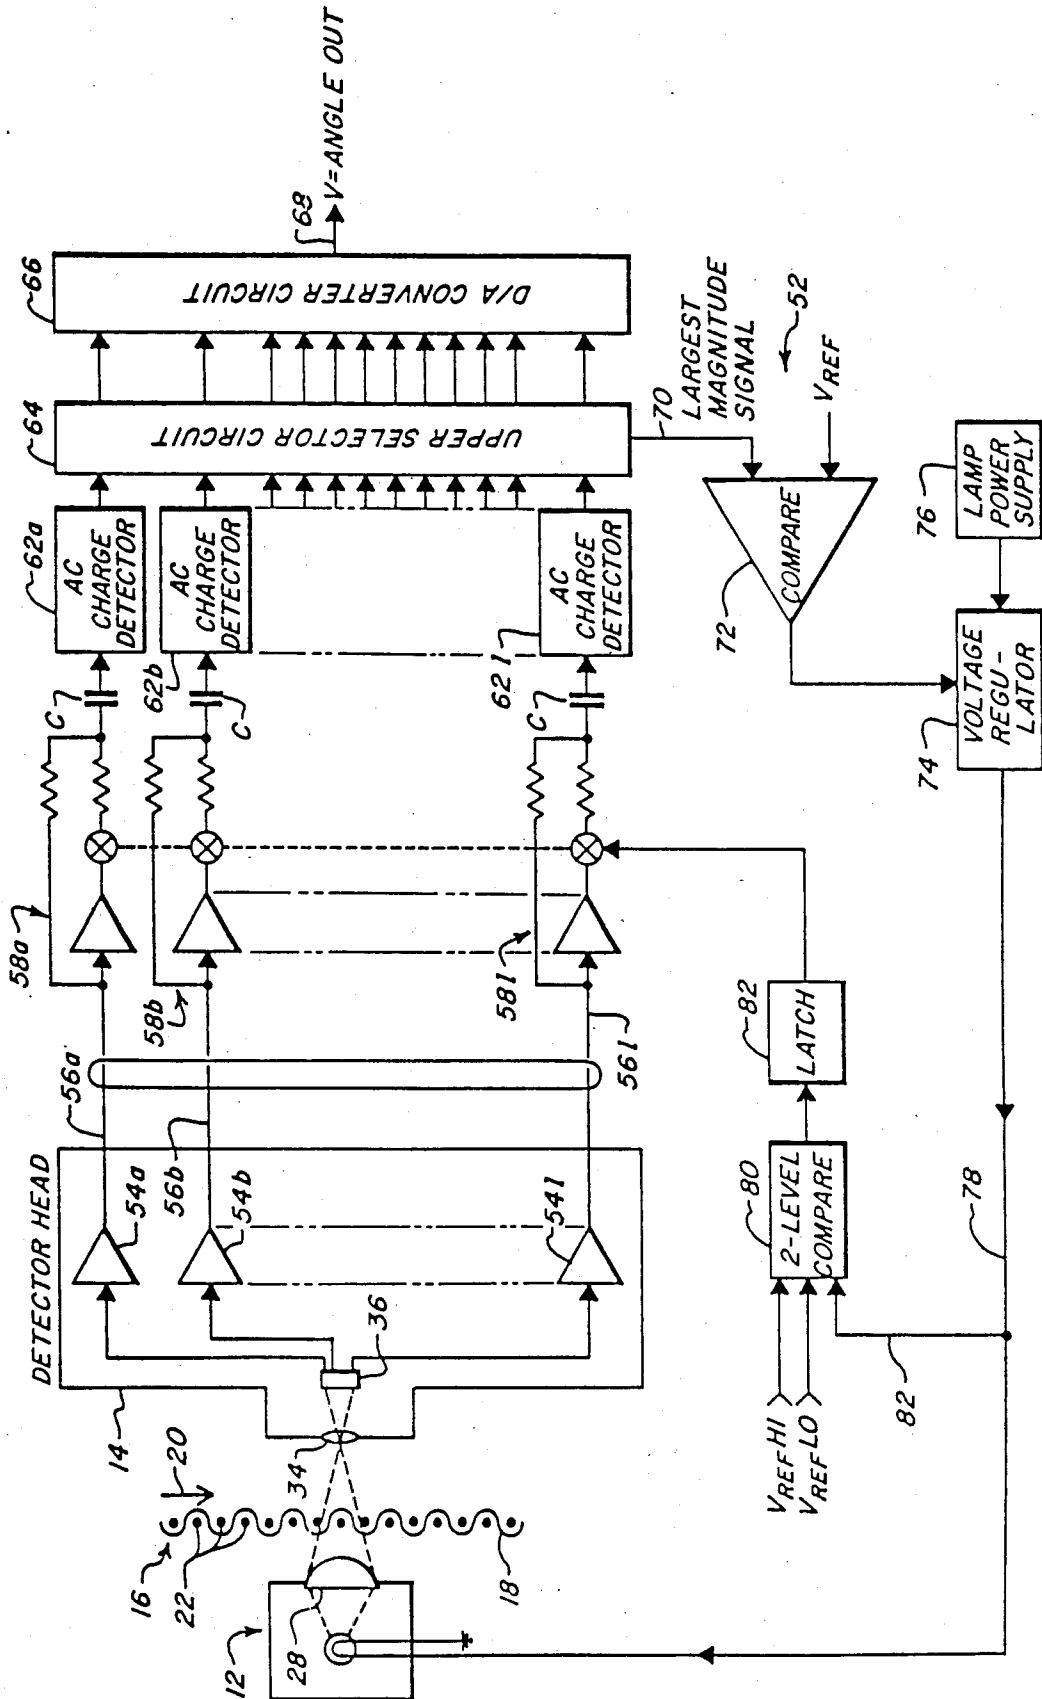 DETECTOR HEAD
14
54a
54b
54l
36
34
20
16
22
18
12
28
56a
56b
56l
58a
58b
58l
C
C
C
62a
AC
CHARGE
DETECTOR
62b
AC
CHARGE
DETECTOR
62l
AC
CHARGE
DETECTOR
64
UPPER SELECTOR CIRCUIT
66
D/A CONVERTER CIRCUIT
68
V=ANGLE OUT
70
LARGEST
MAGNITUDE
SIGNAL
52
VREF
72
COMPARE
76
LAMP
POWER
SUPPLY
74
VOLTAGE
REGU-
LATOR
78
82
LATCH
80
2-LEVEL
COMPARE
VREF HI
VREF LO
82